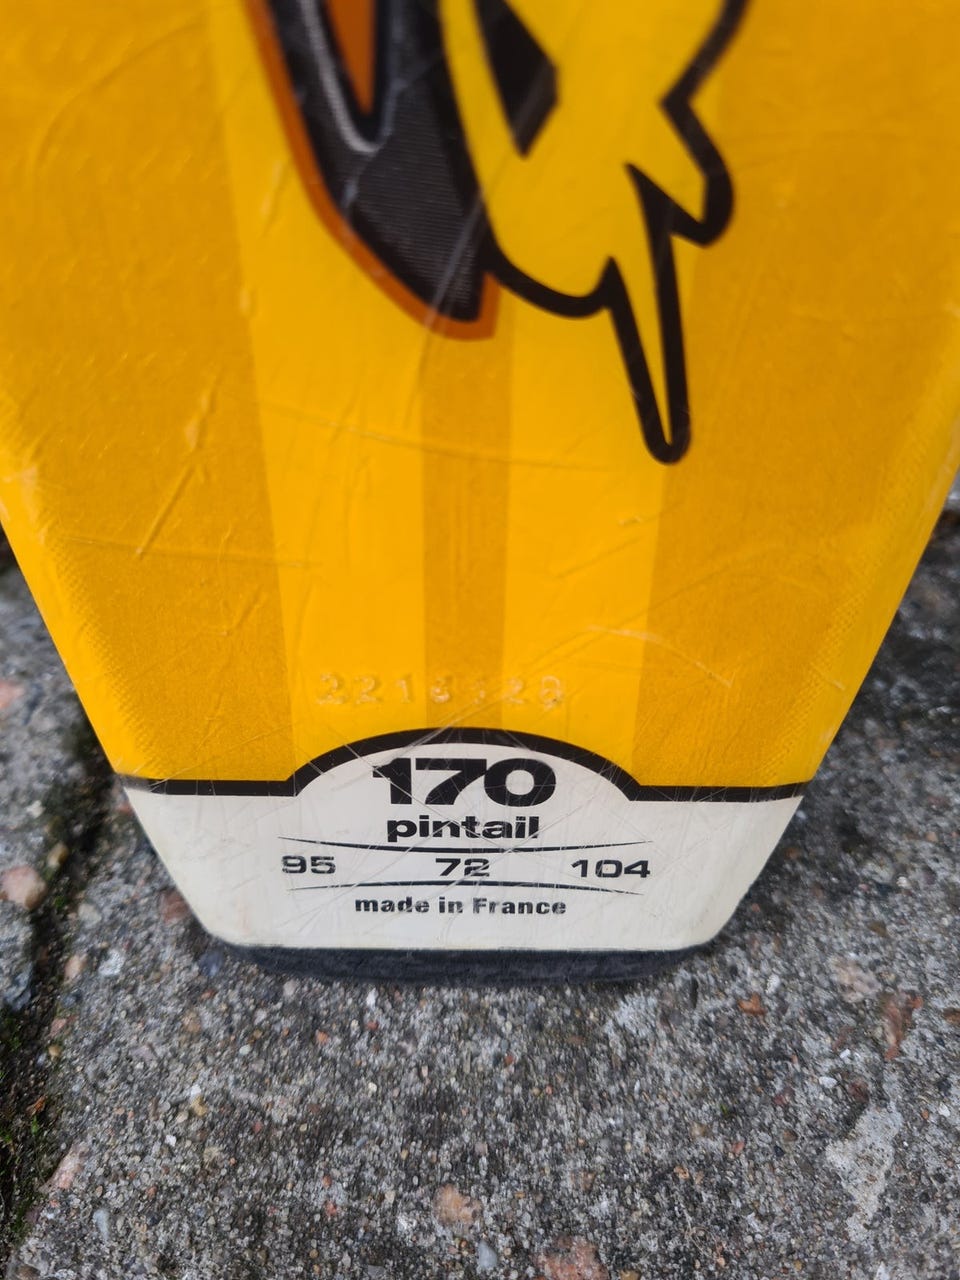 170
pintail
95 72 104
made in France